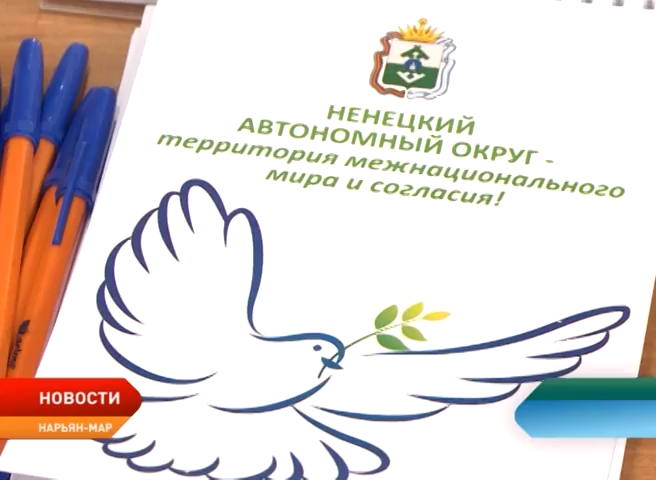 НЕНЕЦКИЙ
АВТОНОМНЫЙ ОКРУГ -
территория межнационального
мира и согласия!
НОВОСТИ
НАРЬЯН-МАР